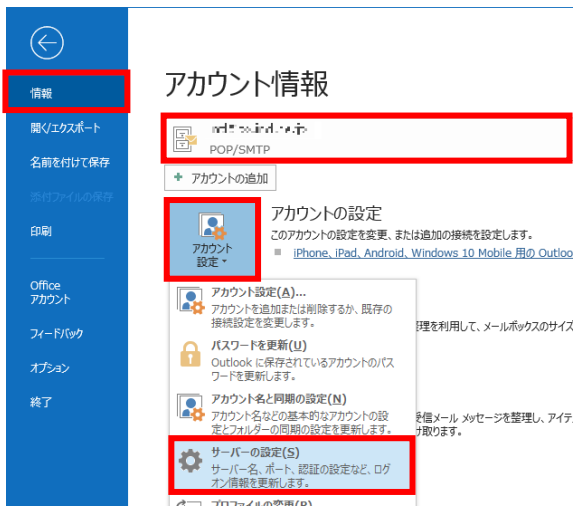 情報
開く/エクスポート
名前を付けて保存
添付ファイルの保存
印刷
Office
アカウント
フィードバック
オプション
終了
アカウント情報
POP/SMTP
+ アカウントの追加
アカウント
設定
アカウントの設定
このアカウントの設定を変更、または追加の接続を設定します。
iPhone、iPad、Android、Windows 10 Mobile 用の Outloo
アカウント設定(A)...
アカウントを追加または削除するか、既存の
接続設定を変更します。
理を利用して、メールボックスのサイズ
パスワードを更新(U)
Outlook に保存されているアカウントのパス
ワードを更新します。
アカウント名と同期の設定(N)
アカウント名などの基本的なアカウントの設
定とフォルダーの同期の設定を更新します。
受信メール メッセージを整理し、アイテ
け取ります。
サーバーの設定(S)
サーバー名、ポート、認証の設定など、ログ
オン情報を更新します。
プロファイルの変更(R)